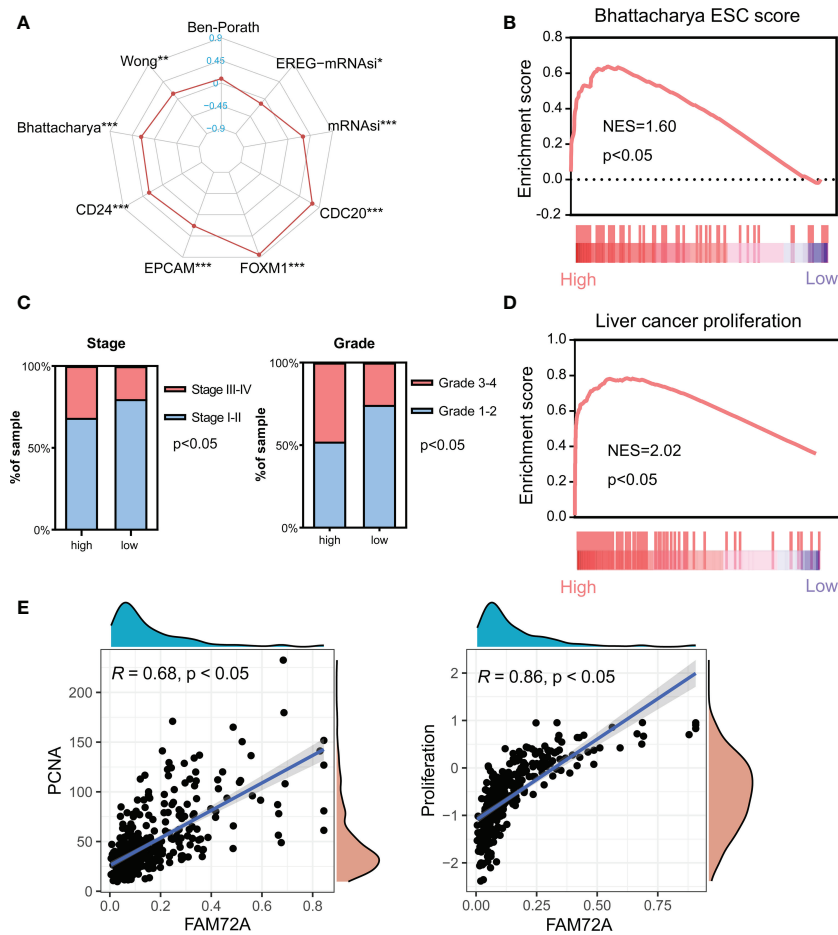 A
Ben-Porath
Wong**
EREG−mRNAsi*
Bhattacharya***
mRNAsi***
CD24***
CDC20***
EPCAM***
FOXM1***
0.9
0.45
0
−0.45
−0.9
B
Bhattacharya ESC score
Enrichment score
0.8
0.6
0.4
0.2
0.0
-0.2
NES=1.60
p<0.05
High
Low
C
Stage
%of sample
100%
50%
0%
high
low
Stage III-IV
Stage I-II
p<0.05
Grade
%of sample
100%
50%
0%
high
low
Grade 3-4
Grade 1-2
p<0.05
D
Liver cancer proliferation
Enrichment score
1.0
0.8
0.6
0.4
0.2
0.0
NES=2.02
p<0.05
High
Low
E
R = 0.68, p < 0.05
PCNA
200
150
100
50
0
0.0
0.2
0.4
0.6
0.8
FAM72A
R = 0.86, p < 0.05
Proliferation
2
1
0
−1
−2
0.00
0.25
0.50
0.75
FAM72A